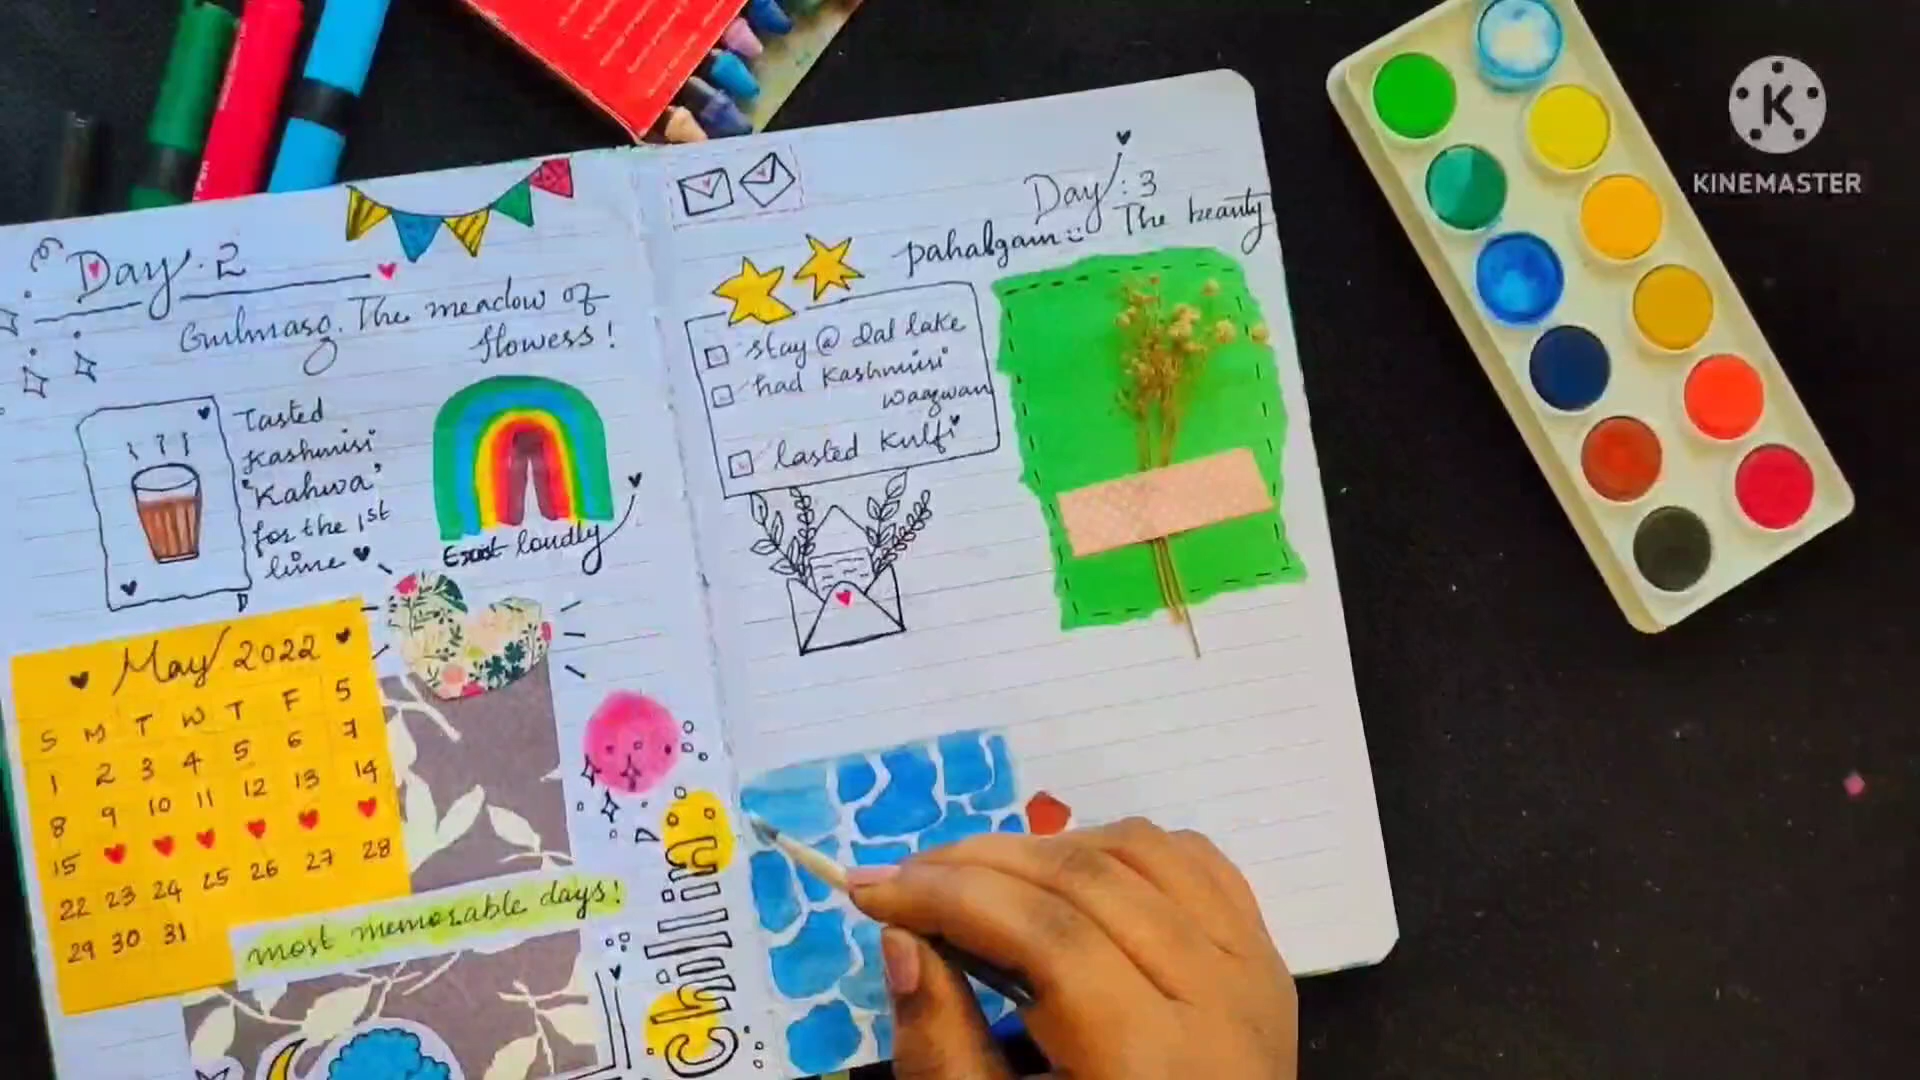 Day:2
Gulmarg. The meadow of
flowers!
Tasted
Kashmiri
"Kahwa"
for the 1st
time
Exist loudly
May 2022
S M T W T F S
1 2 3 4 5 6 7
8 9 10 11 12 13 14
15
22 23 24 25 26 27 28
29 30 31
most memorable days!
chillin
Day:3
pahalgam The beauty
stay @ Dal lake
had Kashmiri
wazwan
tasted Kulfi
K
KINEMASTER